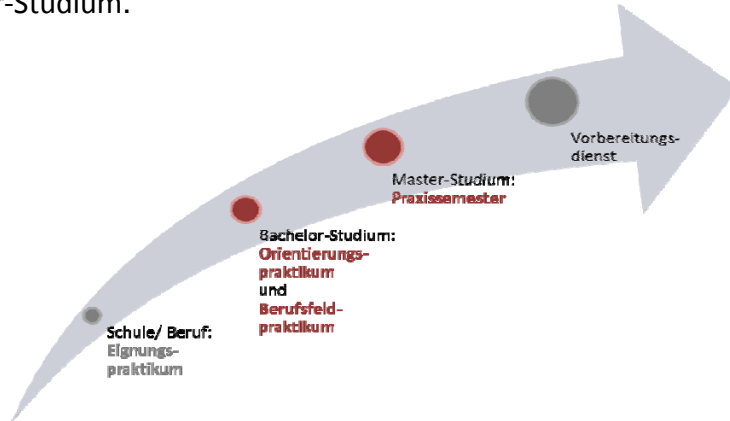 r-Studium.
Vorbereitungs-
dienst
Master-Studium:
Praxissemester
Bachelor-Studium:
Orientierungs-
praktikum
und
Berufsfeld-
praktikum
Schule/ Beruf:
Eignungs-
praktikum